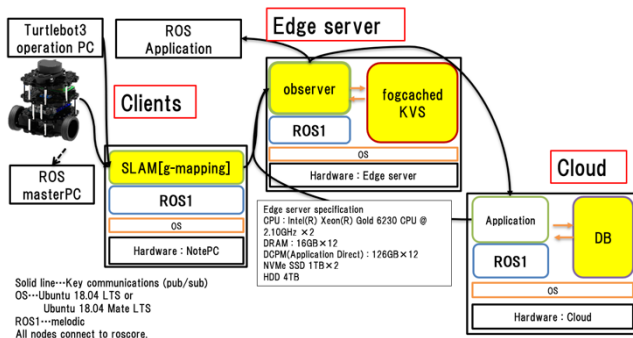 Turtlebot3
operation PC
ROS
Application
Edge server
Clients
observer
fogcached
KVS
ROS1
OS
Hardware : Edge server
ROS
masterPC
SLAM[g-mapping]
ROS1
OS
Hardware : NotePC
Edge server specification
CPU : Intel(R) Xeon(R) Gold 6230 CPU @
2.10GHz ×2
DRAM : 16GB×12
DCPM(Application Direct) : 126GB×12
NVMe SSD 1TB×2
HDD 4TB
Cloud
Application
DB
ROS1
OS
Hardware : Cloud
Solid line…Key communications (pub/sub)
OS…Ubuntu 18.04 LTS or
Ubuntu 18.04 Mate LTS
ROS1…melodic
All nodes connect to roscore.